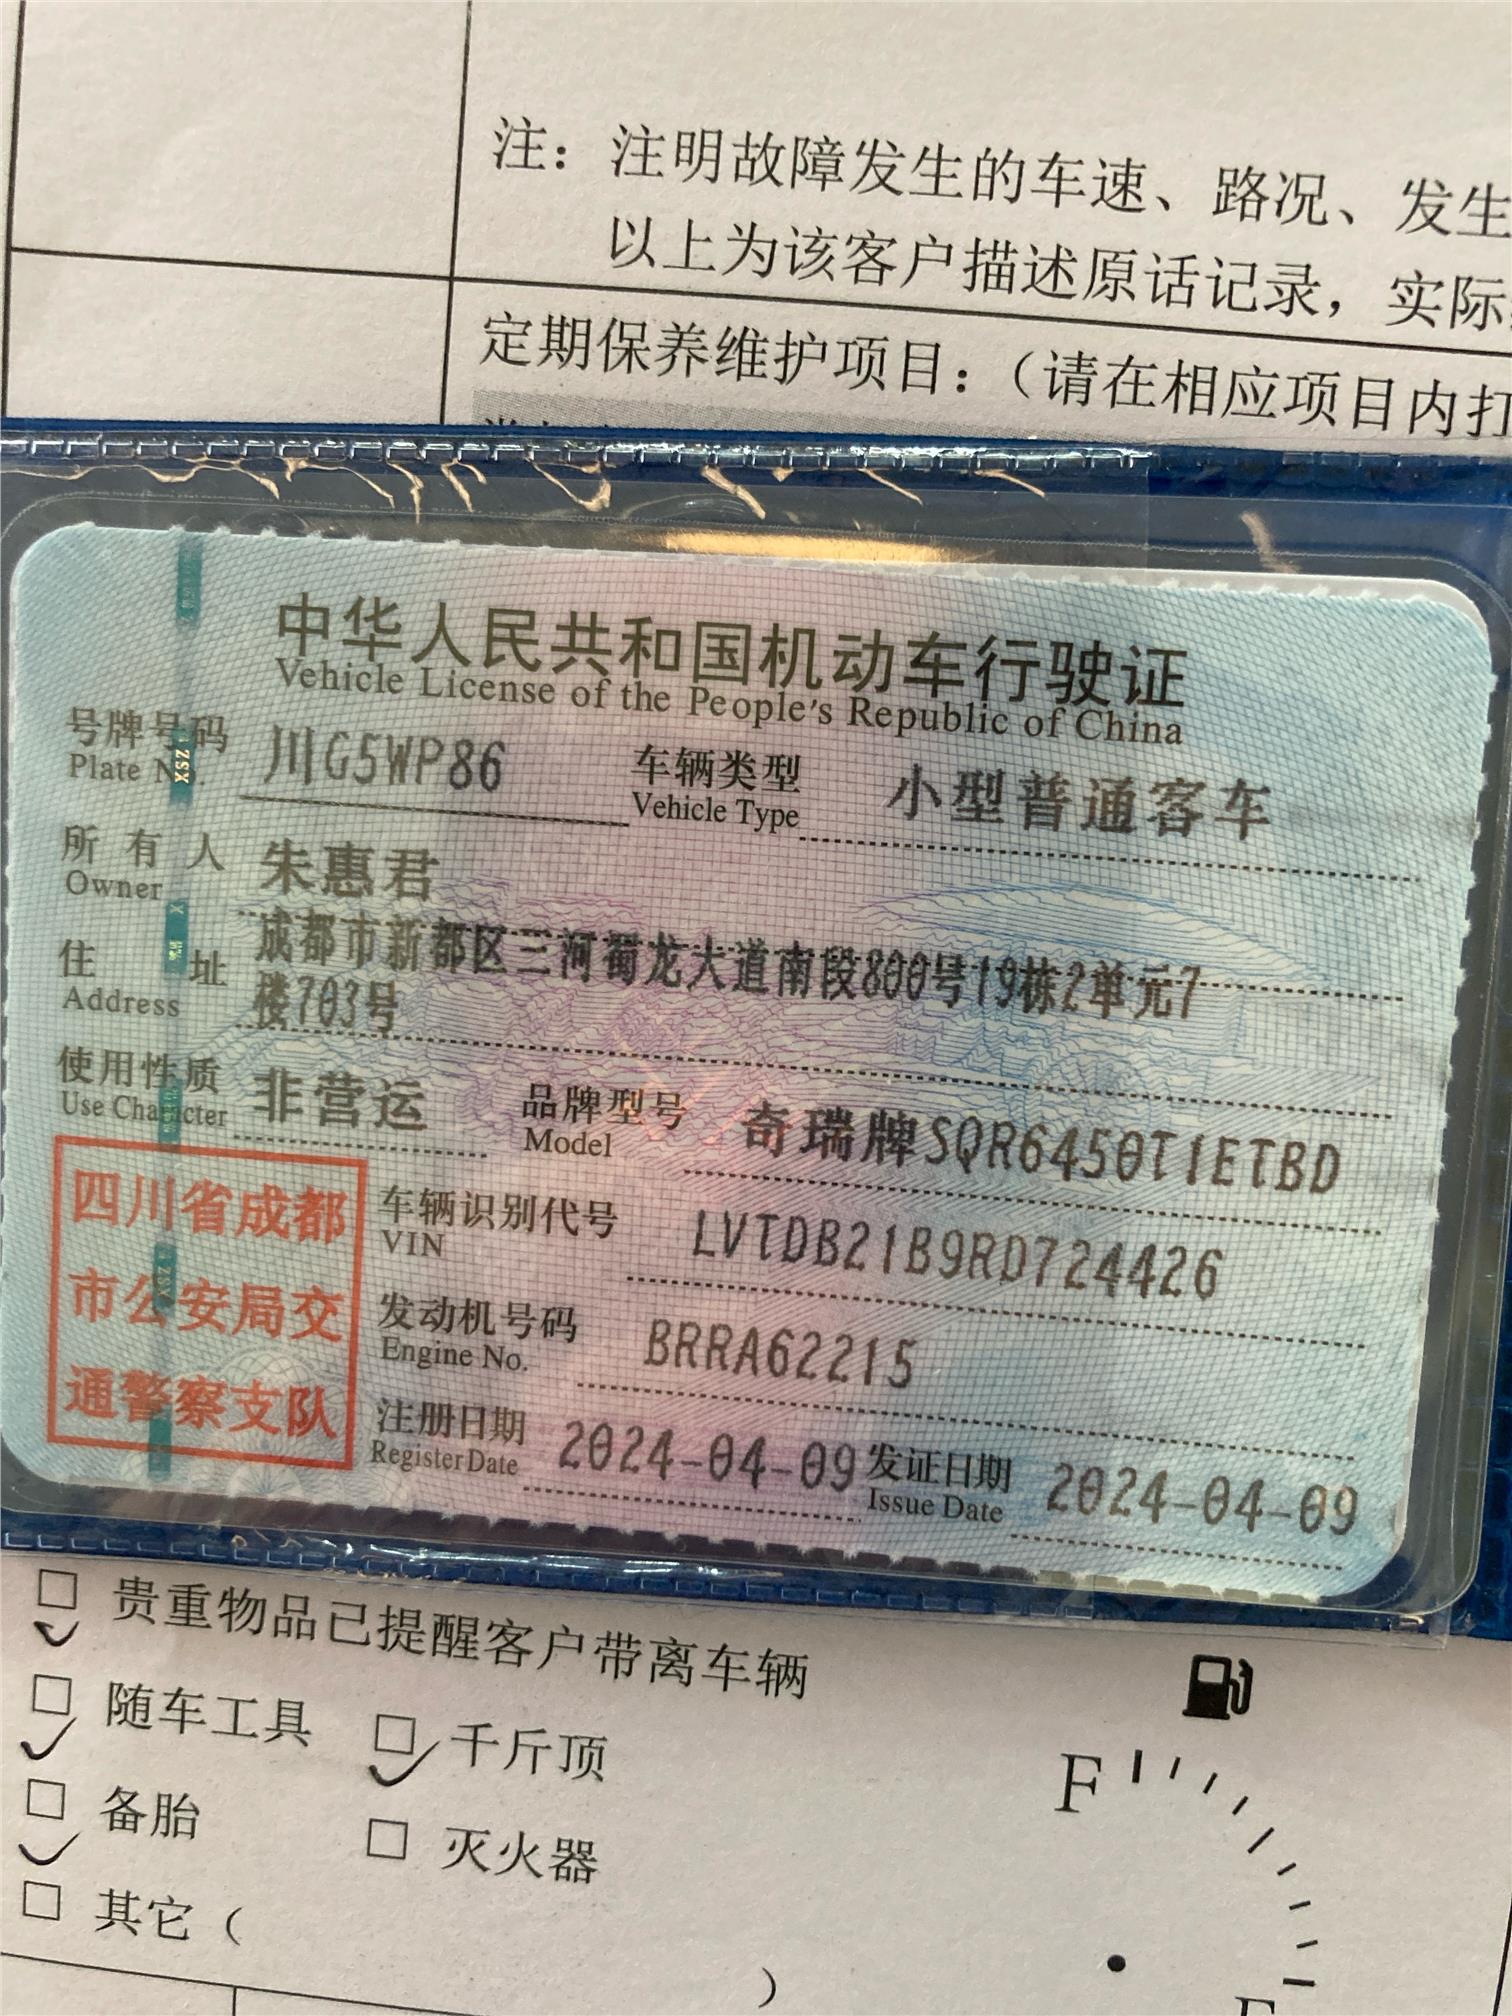 注：注明故障发生的车速、路况、发生
以上为该客户描述原话记录，实际
定期保养维护项目：（请在相应项目内打
中华人民共和国机动车行驶证
Vehicle License of the People's Republic of China
号牌号码 川G5WP86 车辆类型 小型普通客车
Plate No. Vehicle Type
所有人 朱惠君
Owner
住址 成都市新都区三河蜀龙大道南段800号19栋2单元7
Address 楼703号
使用性质 非营运 品牌型号 奇瑞牌SQR6450T1ETBD
Use Character Model
四川省成都
市公安局交
通警察支队
车辆识别代号 LVTDB21B9RD724426
VIN
发动机号码 BRRA62215
Engine No.
注册日期 2024-04-09 发证日期 2024-04-09
Register Date Issue Date
□ 贵重物品已提醒客户带离车辆
□ 随车工具 □ 千斤顶
□ 备胎 □ 灭火器
□ 其它（
）
F